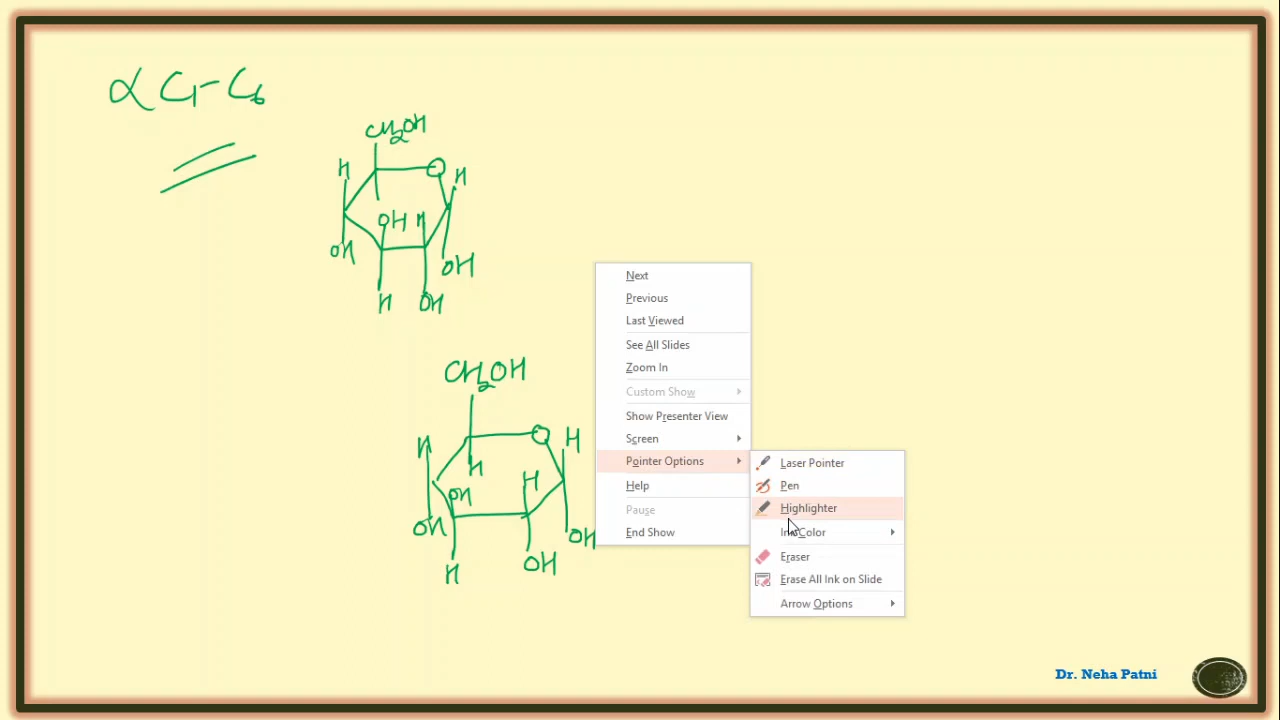 α C1-C6
CH2OH
H O H
OH H
OH OH
H OH
CH2OH
H O H
H H
OH
OH OH
OH
H
Next
Previous
Last Viewed
See All Slides
Zoom In
Custom Show
Show Presenter View
Screen
Pointer Options
Help
Pause
End Show
Laser Pointer
Pen
Highlighter
Ink Color
Eraser
Erase All Ink on Slide
Arrow Options
Dr. Neha Patni